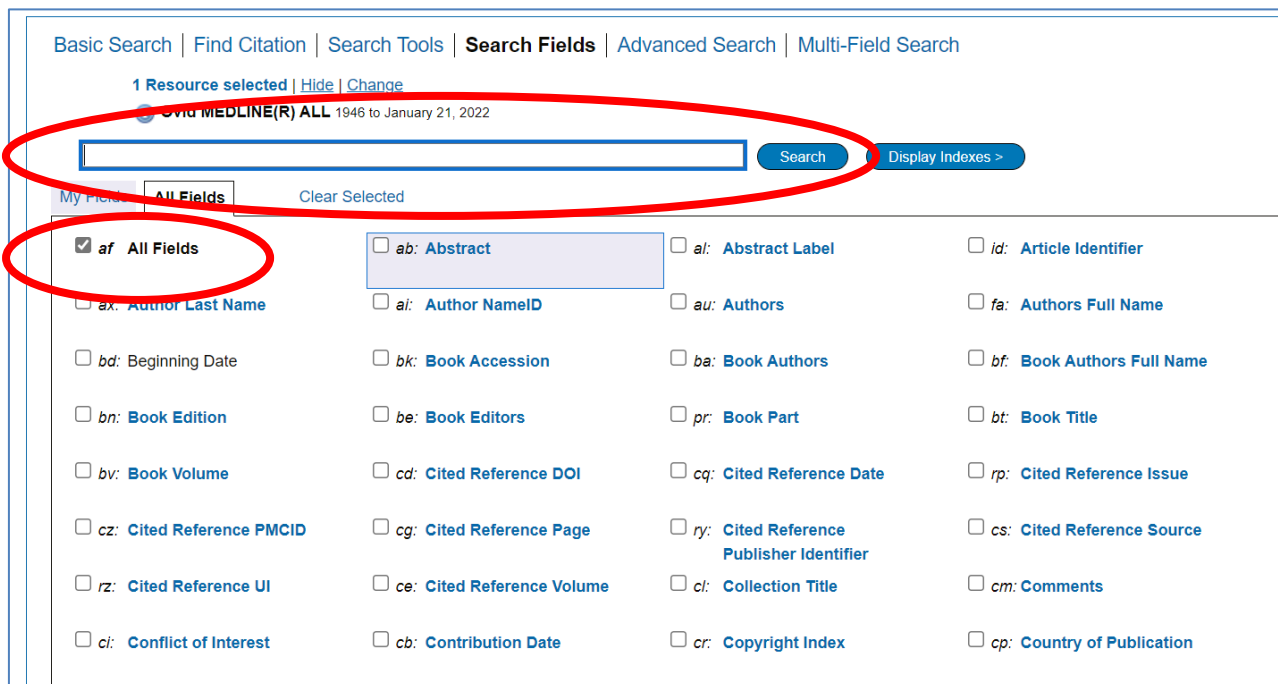 Basic Search | Find Citation | Search Tools | Search Fields | Advanced Search | Multi-Field Search
1 Resource selected | Hide | Change
Ovid MEDLINE(R) ALL 1946 to January 21, 2022
Search Display Indexes >
My Fields All Fields Clear Selected
af All Fields ab: Abstract al: Abstract Label id: Article Identifier
ax: Author Last Name ai: Author NameID au: Authors fa: Authors Full Name
bd: Beginning Date bk: Book Accession ba: Book Authors bf: Book Authors Full Name
bn: Book Edition be: Book Editors pr: Book Part bt: Book Title
bv: Book Volume cd: Cited Reference DOI cq: Cited Reference Date rp: Cited Reference Issue
cz: Cited Reference PMCID cg: Cited Reference Page ry: Cited Reference cs: Cited Reference Source
Publisher Identifier
rz: Cited Reference UI ce: Cited Reference Volume cl: Collection Title cm: Comments
ci: Conflict of Interest cb: Contribution Date cr: Copyright Index cp: Country of Publication